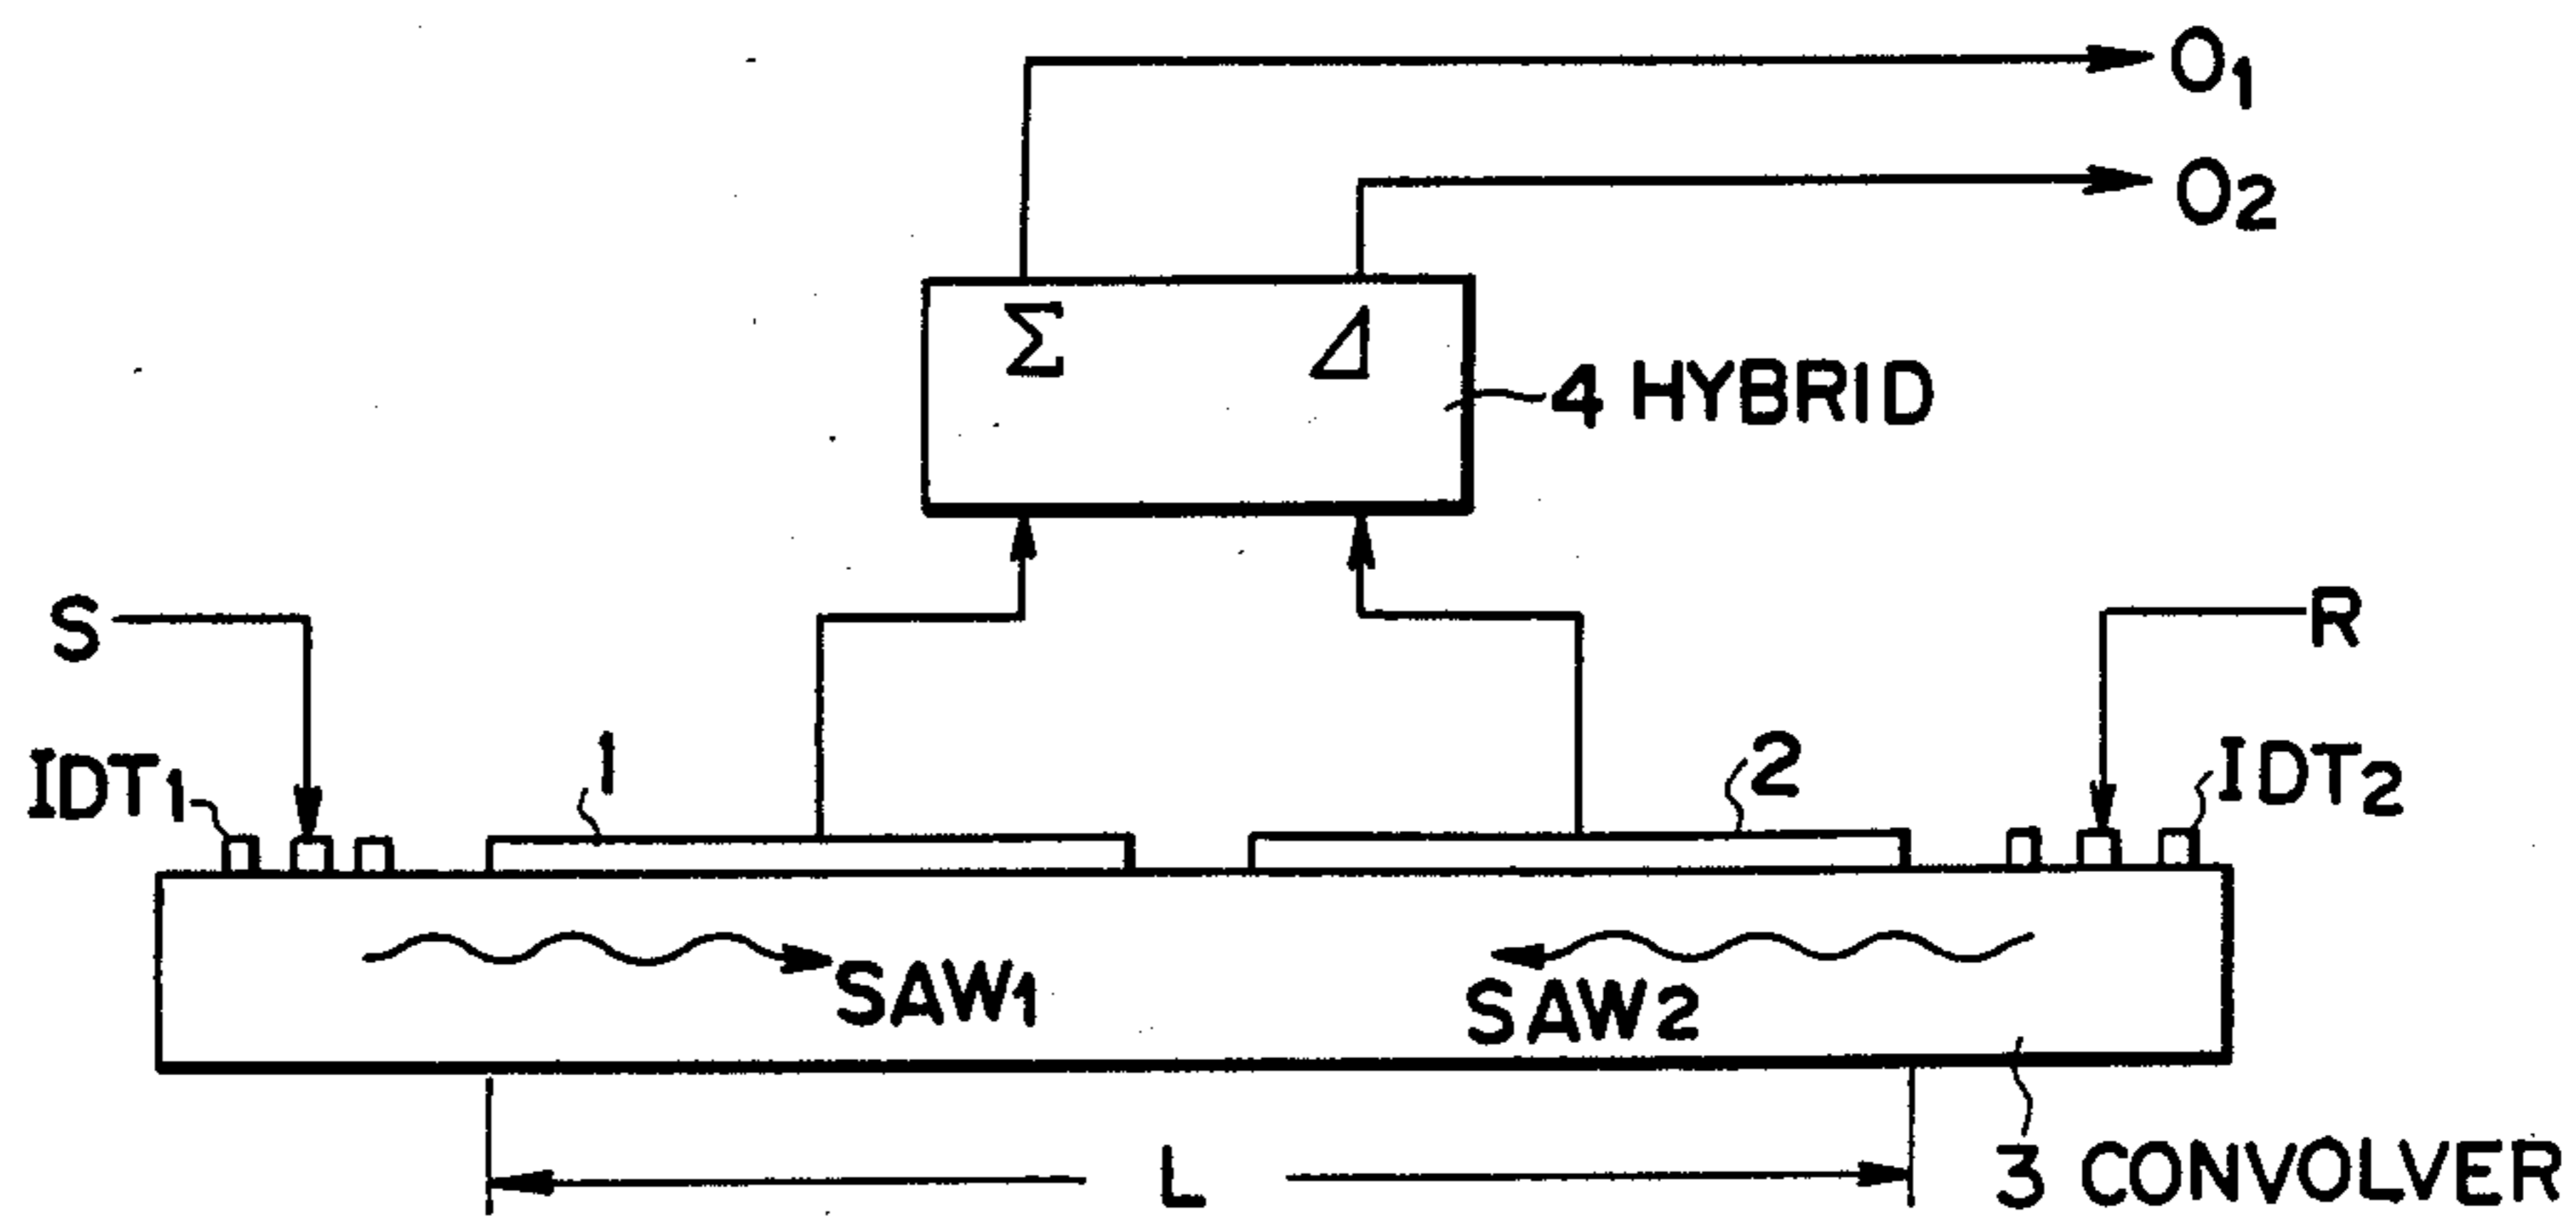 O1
O2
Σ Δ
4 HYBRID
S
R
IDT1
1
2
IDT2
SAW1
SAW2
L
3 CONVOLVER